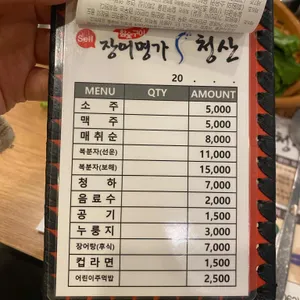 Self
장어명가 청산
20 . . .
MENU QTY AMOUNT
소 주 5,000
맥 주 5,000
매 취 순 8,000
복분자(선운) 11,000
복분자(보해) 15,000
청 하 7,000
음 료 수 2,000
공 기 1,500
누 룽 지 3,000
장어탕(후식) 7,000
컵 라 면 1,500
어린이주먹밥 2,500